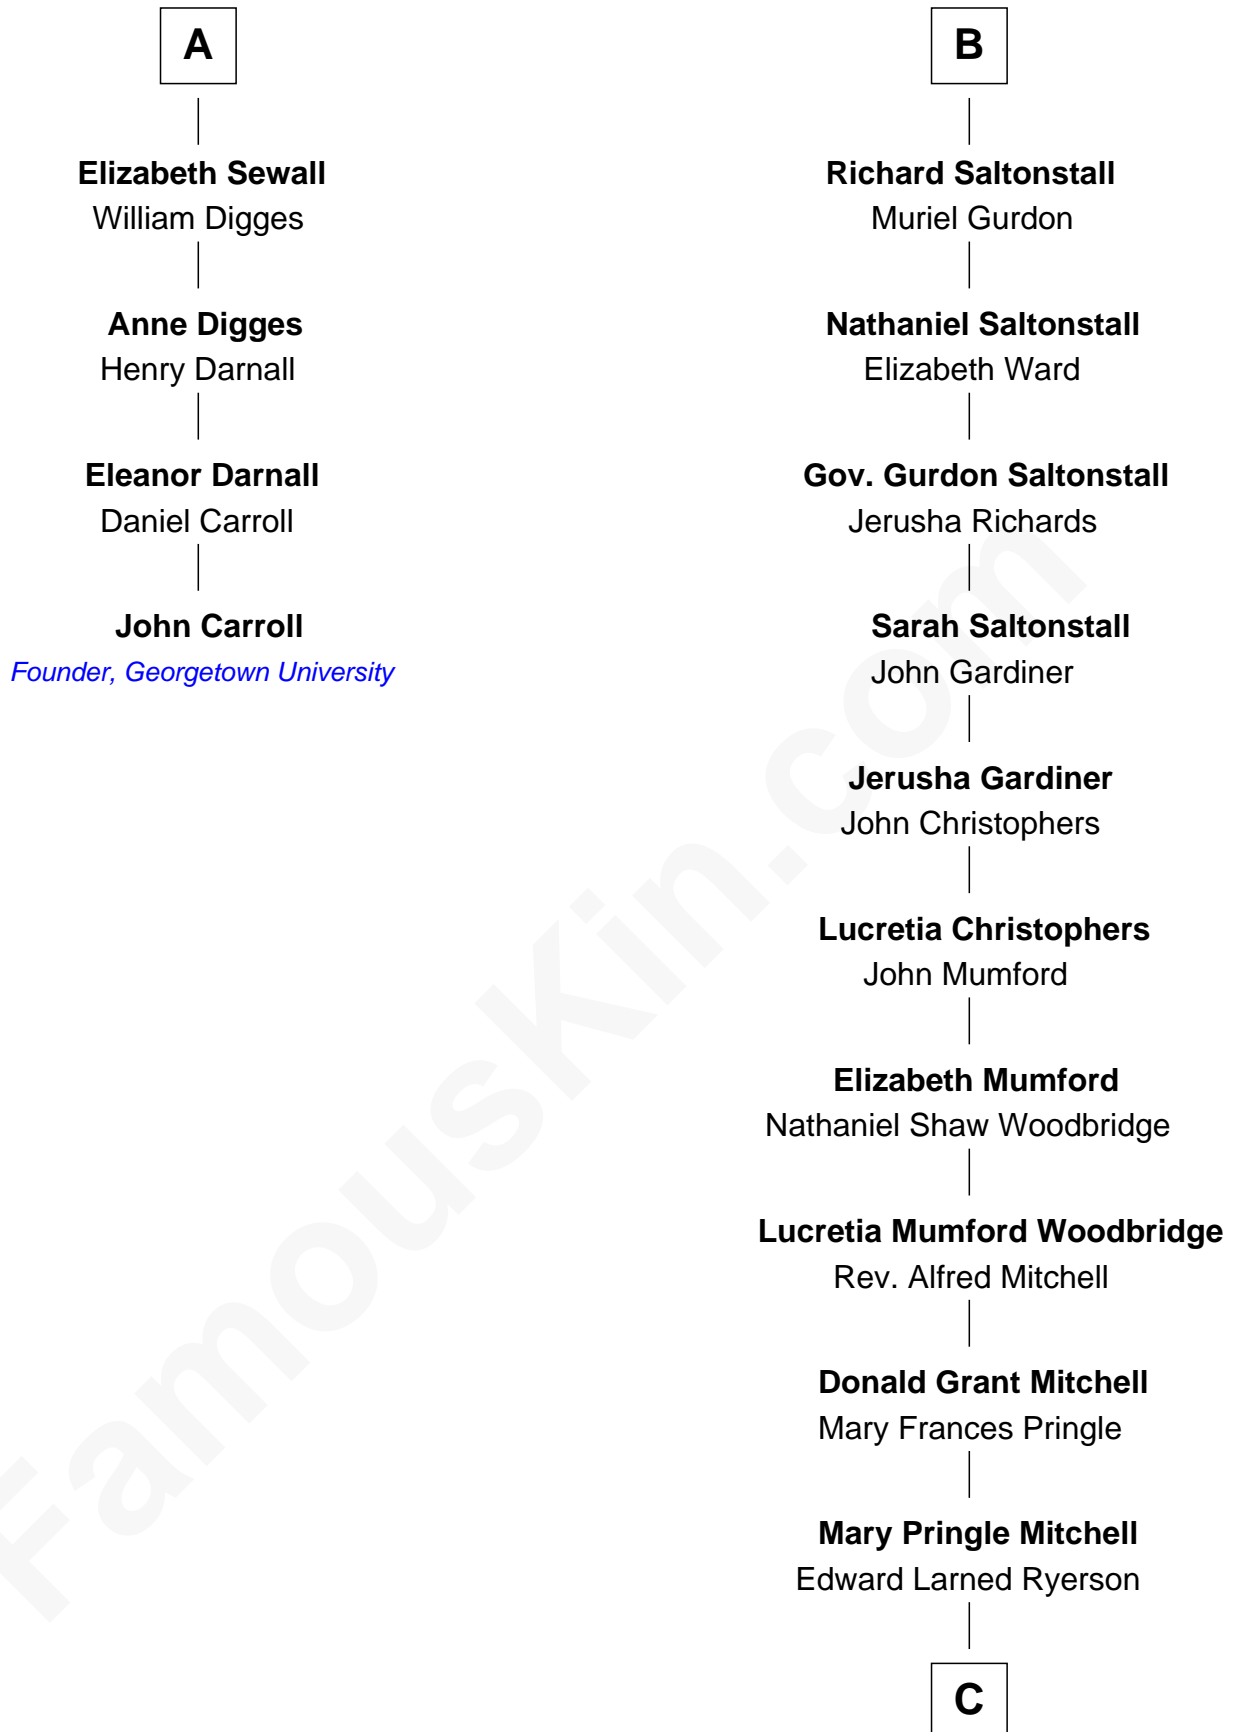 A
Elizabeth Sewall
William Digges
Anne Digges
Henry Darnall
Eleanor Darnall
Daniel Carroll
John Carroll
Founder, Georgetown University
B
Richard Saltonstall
Muriel Gurdon
Nathaniel Saltonstall
Elizabeth Ward
Gov. Gurdon Saltonstall
Jerusha Richards
Sarah Saltonstall
John Gardiner
Jerusha Gardiner
John Christophers
Lucretia Christophers
John Mumford
Elizabeth Mumford
Nathaniel Shaw Woodbridge
Lucretia Mumford Woodbridge
Rev. Alfred Mitchell
Donald Grant Mitchell
Mary Frances Pringle
Mary Pringle Mitchell
Edward Larned Ryerson
C
FamousKin.com